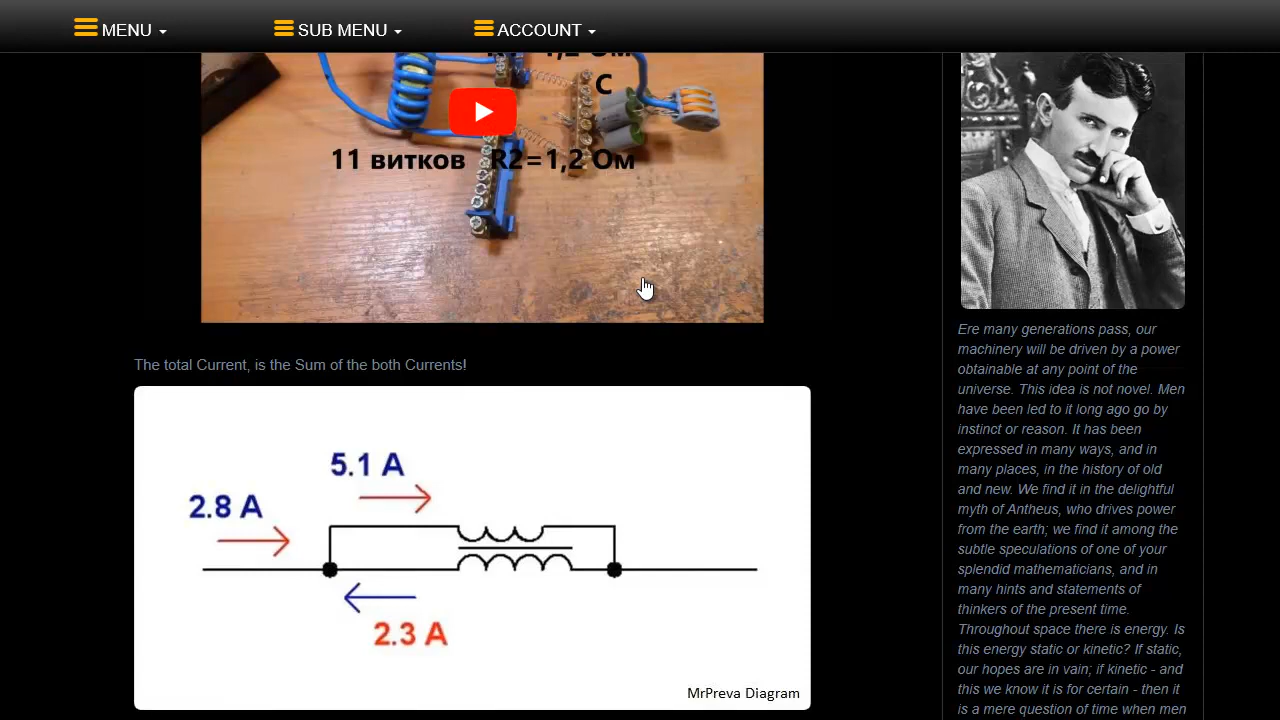 MENU
SUB MENU
ACCOUNT
C
11 витков R2=1,2 Ом
The total Current, is the Sum of the both Currents!
5.1 A
2.8 A
2.3 A
MrPreva Diagram
Ere many generations pass, our
machinery will be driven by a power
obtainable at any point of the
universe. This idea is not novel. Men
have been led to it long ago go by
instinct or reason. It has been
expressed in many ways, and in
many places, in the history of old
and new. We find it in the delightful
myth of Antheus, who drives power
from the earth; we find it among the
subtle speculations of one of your
splendid mathematicians, and in
many hints and statements of
thinkers of the present time.
Throughout space there is energy. Is
this energy static or kinetic? If static,
our hopes are in vain; if kinetic - and
this we know it is for certain - then it
is a mere question of time when men